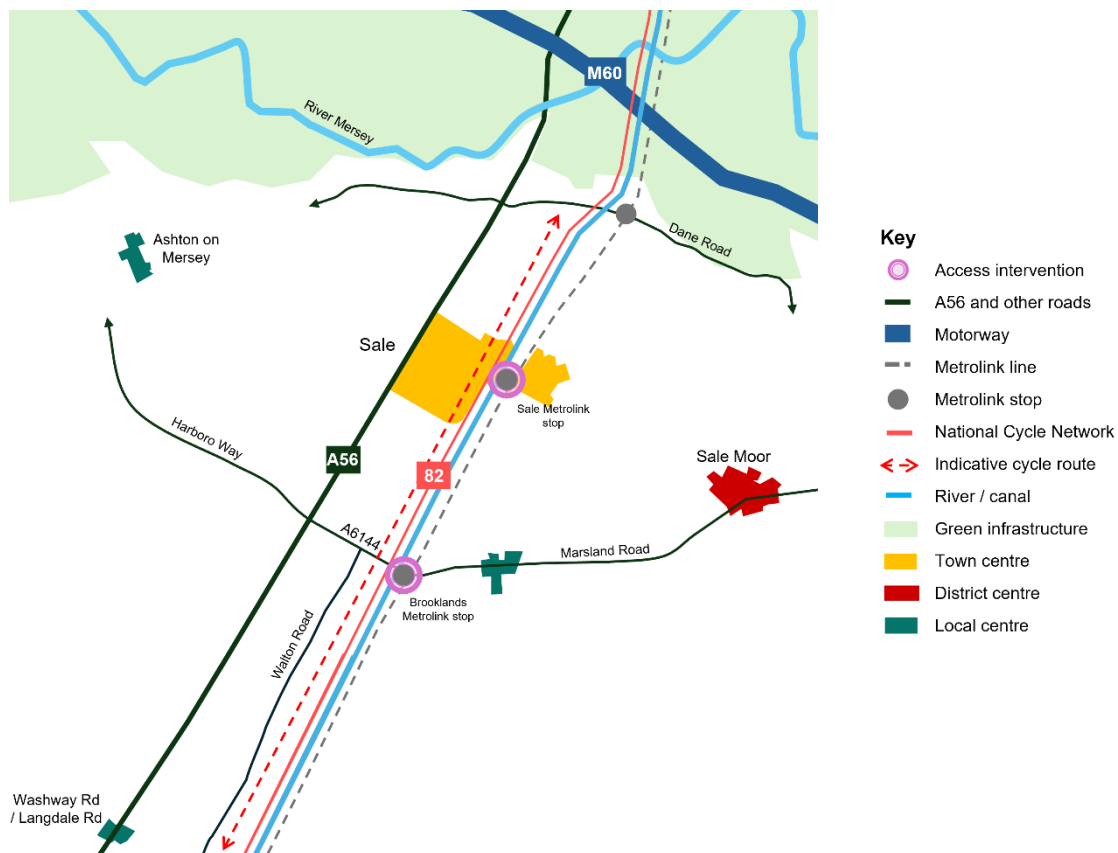 M60
River Mersey
Dane Road
Ashton on
Mersey
Sale
Sale Metrolink
stop
Harboro Way
A56
82
Sale Moor
A6144
Marsland Road
Brooklands
Metrolink stop
Walton Road
Washway Rd
/ Langdale Rd
Key
Access intervention
A56 and other roads
Motorway
Metrolink line
Metrolink stop
National Cycle Network
Indicative cycle route
River / canal
Green infrastructure
Town centre
District centre
Local centre